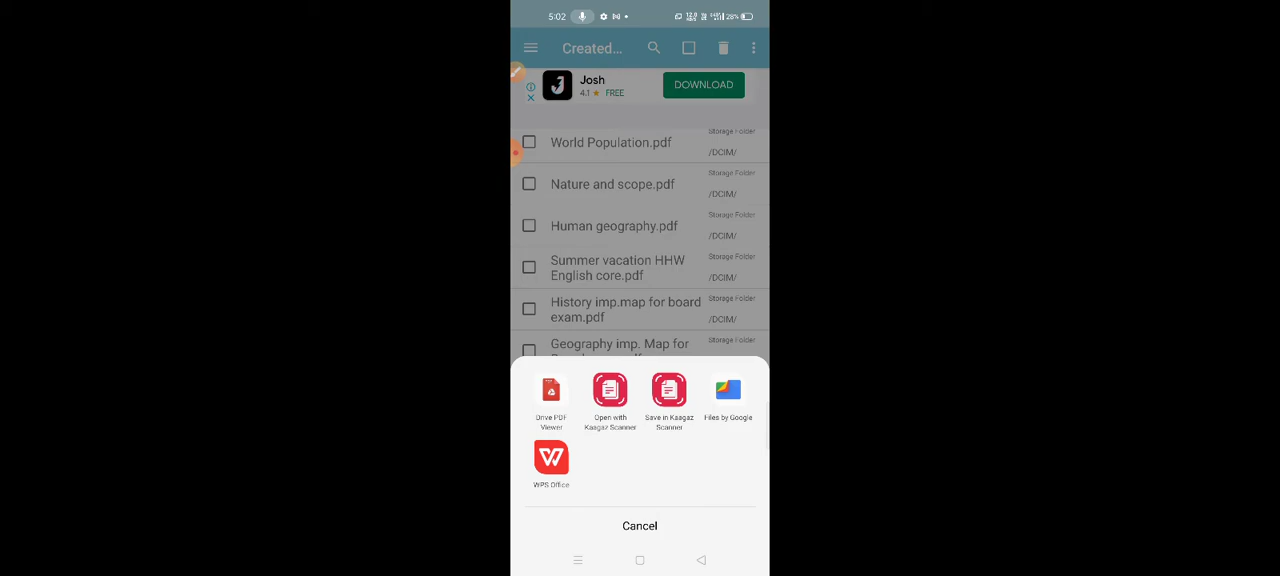 5:02
12.0 28%
Created...
Josh
4.1 ★ FREE
DOWNLOAD
World Population.pdf
Storage Folder
/DCIM/
Nature and scope.pdf
Storage Folder
/DCIM/
Human geography.pdf
Storage Folder
/DCIM/
Summer vacation HHW
English core.pdf
Storage Folder
/DCIM/
History imp.map for board
exam.pdf
Storage Folder
/DCIM/
Geography imp. Map for
Storage Folder
Drive PDF
Viewer
Open with
Kaagaz Scanner
Save in Kaagaz
Scanner
Files by Google
WPS Office
Cancel